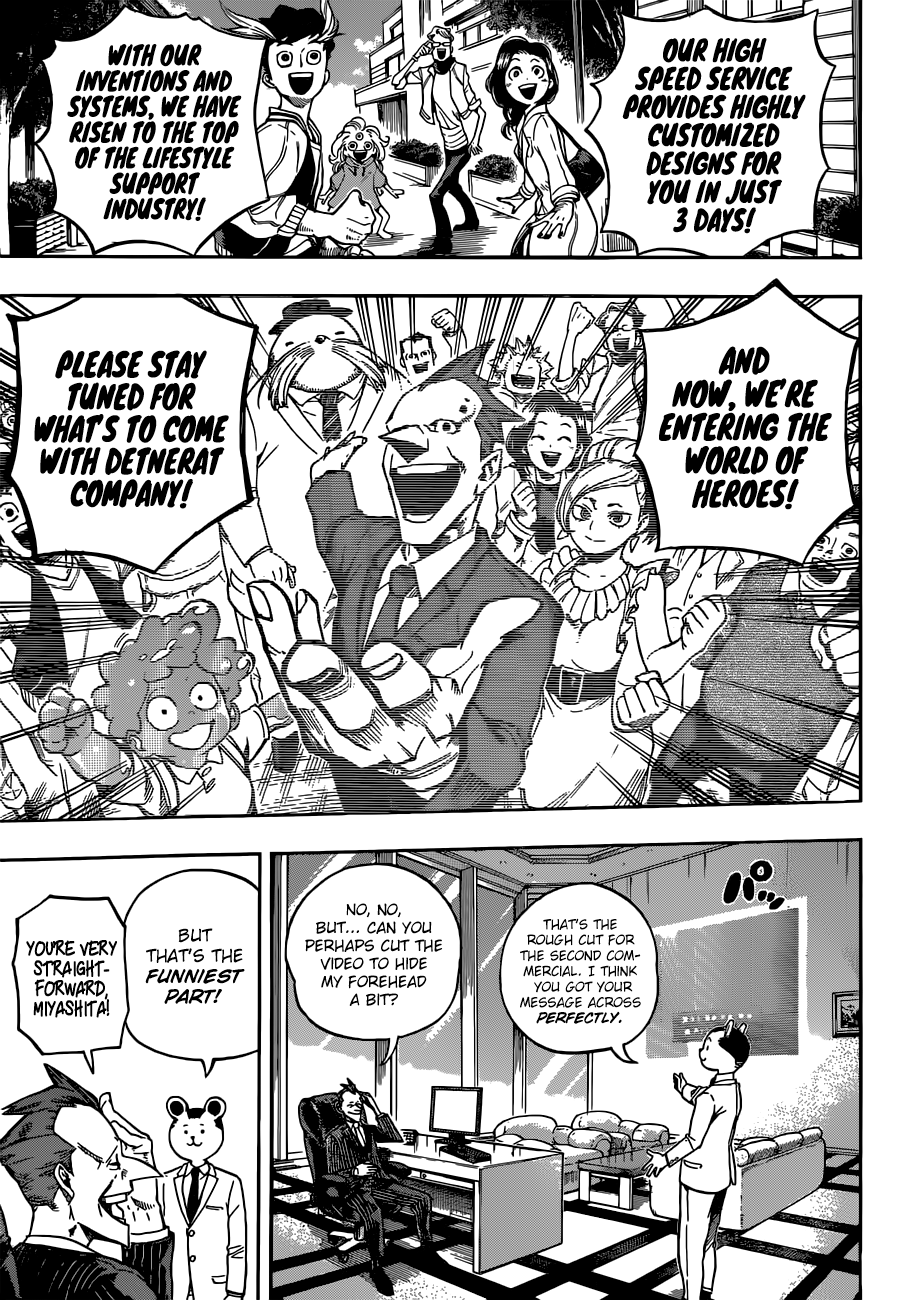 OUR HIGH
SPEED SERVICE
PROVIDES HIGHLY
CUSTOMIZED
DESIGNS FOR
YOU IN JUST
3 DAYS!
WITH OUR
INVENTIONS AND
SYSTEMS, WE HAVE
RISEN TO THE TOP
OF THE LIFESTYLE
SUPPORT
INDUSTRY!
AND
NOW, WE'RE
ENTERING THE
WORLD OF
HEROES!
PLEASE STAY
TUNED FOR
WHAT'S TO COME
WITH DETNERAT
COMPANY!
パッ
THAT'S THE
ROUGH CUT FOR
THE SECOND COM-
MERCIAL. I THINK
YOU GOT YOUR
MESSAGE ACROSS
PERFECTLY.
NO, NO,
BUT... CAN YOU
PERHAPS CUT THE
VIDEO TO HIDE
MY FOREHEAD
A BIT?
BUT
THAT'S THE
FUNNIEST
PART!
YOU'RE VERY
STRAIGHT-
FORWARD,
MIYASHITA!